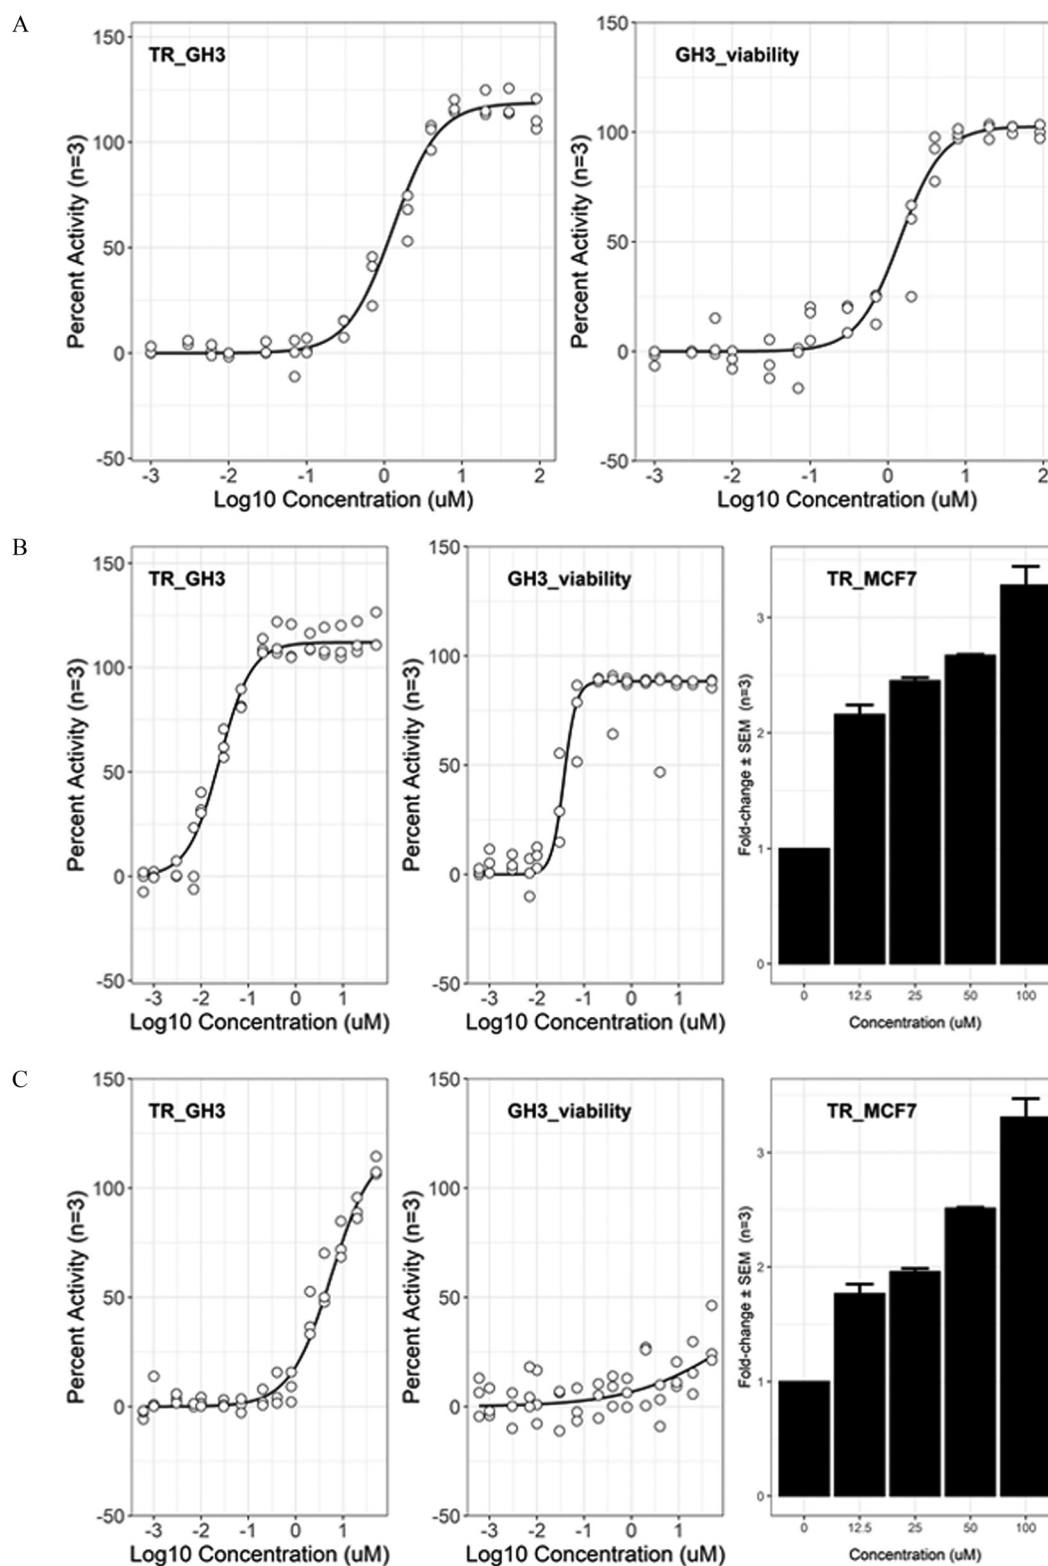 A
TR_GH3
150
100
50
0
-50
Percent Activity (n=3)
-3 -2 -1 0 1 2
Log10 Concentration (uM)
GH3_viability
150
100
50
0
-50
Percent Activity (n=3)
-3 -2 -1 0 1 2
Log10 Concentration (uM)
B
TR_GH3
150
100
50
0
-50
Percent Activity (n=3)
-3 -2 -1 0 1
Log10 Concentration (uM)
GH3_viability
150
100
50
0
-50
Percent Activity (n=3)
-3 -2 -1 0 1
Log10 Concentration (uM)
TR_MCF7
3
2
1
0
Fold-change ± SEM (n=3)
0 12.5 25 50 100
Concentration (uM)
C
TR_GH3
150
100
50
0
-50
Percent Activity (n=3)
-3 -2 -1 0 1
Log10 Concentration (uM)
GH3_viability
150
100
50
0
-50
Percent Activity (n=3)
-3 -2 -1 0 1
Log10 Concentration (uM)
TR_MCF7
3
2
1
0
Fold-change ± SEM (n=3)
0 12.5 25 50 100
Concentration (uM)